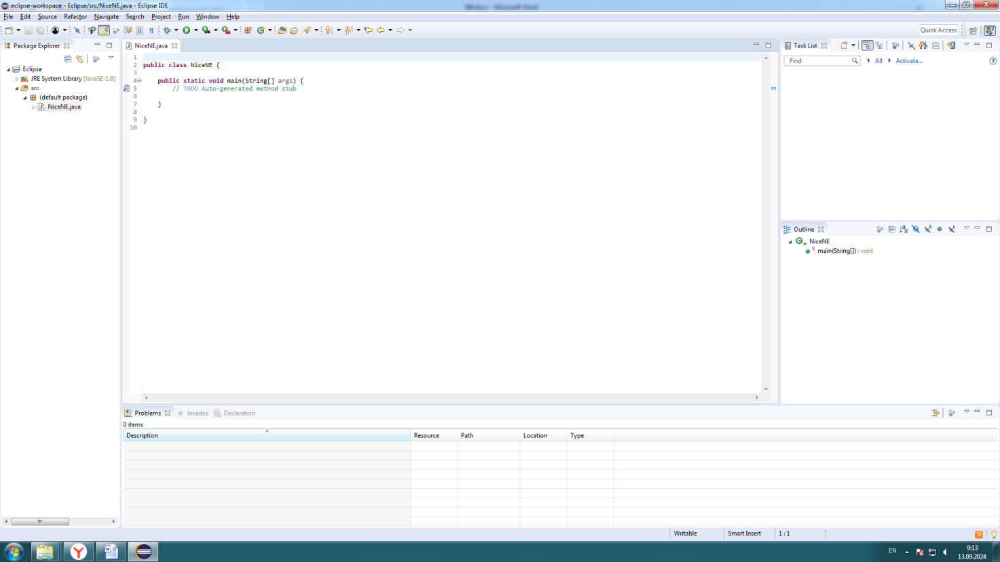 eclipse-workspace - Eclipse/src/NiceNE.java - Eclipse IDE
File Edit Source Refactor Navigate Search Project Run Window Help
Quick Access
Package Explorer
Eclipse
JRE System Library [JavaSE-1.8]
src
(default package)
NiceNE.java
NiceNE.java
1
2 public class NiceNE {
3
4 public static void main(String[] args) {
5 // TODO Auto-generated method stub
6
7 }
8
9 }
10
Task List
Find All Activate...
Outline
NiceNE
main(String[]) : void
Problems Javadoc Declaration
0 items
Description Resource Path Location Type
Writable Smart Insert 1 : 1
EN 9:13
13.09.2024